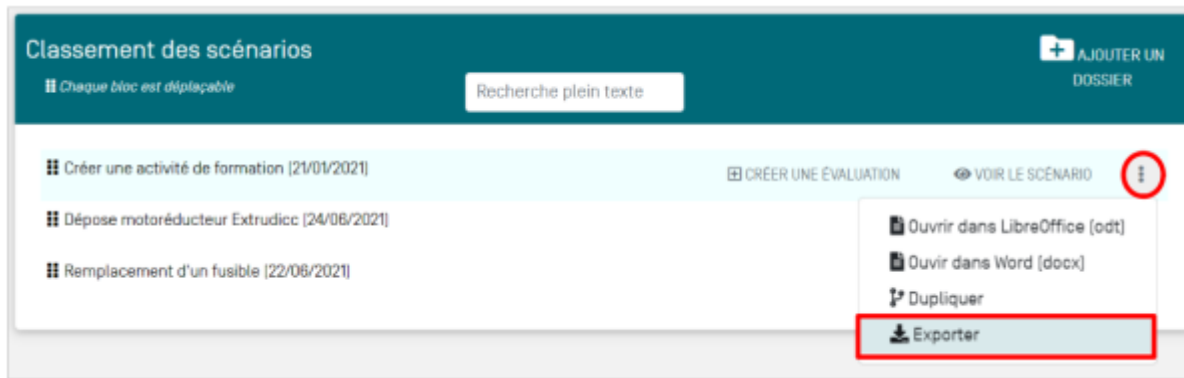 Classement des scénarios
Chaque bloc est déplaçable
Recherche plein texte
AJOUTER UN
DOSSIER
Créer une activité de formation [21/01/2021]
CRÉER UNE ÉVALUATION
VOIR LE SCÉNARIO
Dépose motoréducteur Extrudicc [24/06/2021]
Remplacement d'un fusible [22/06/2021]
Ouvrir dans LibreOffice [odt]
Ouvir dans Word [docx]
Dupliquer
Exporter